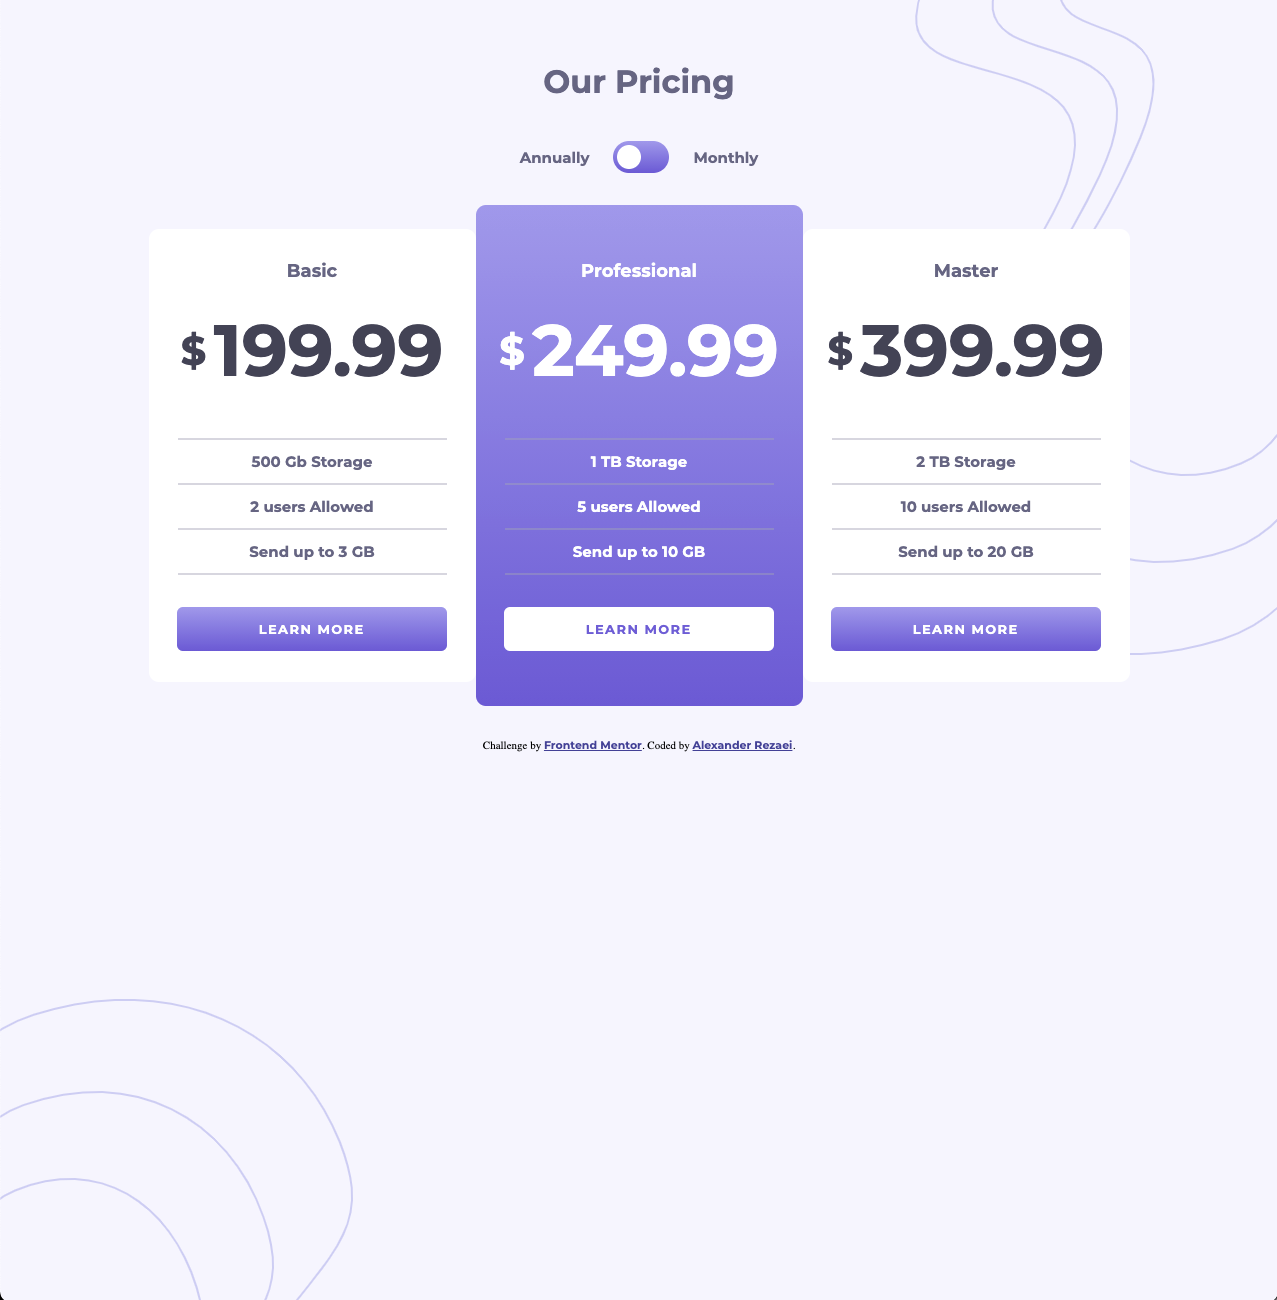 Our Pricing
Annually Monthly
Basic
$199.99
500 Gb Storage
2 users Allowed
Send up to 3 GB
LEARN MORE
Professional
$249.99
1 TB Storage
5 users Allowed
Send up to 10 GB
LEARN MORE
Master
$399.99
2 TB Storage
10 users Allowed
Send up to 20 GB
LEARN MORE
Challenge by Frontend Mentor. Coded by Alexander Rezaei.